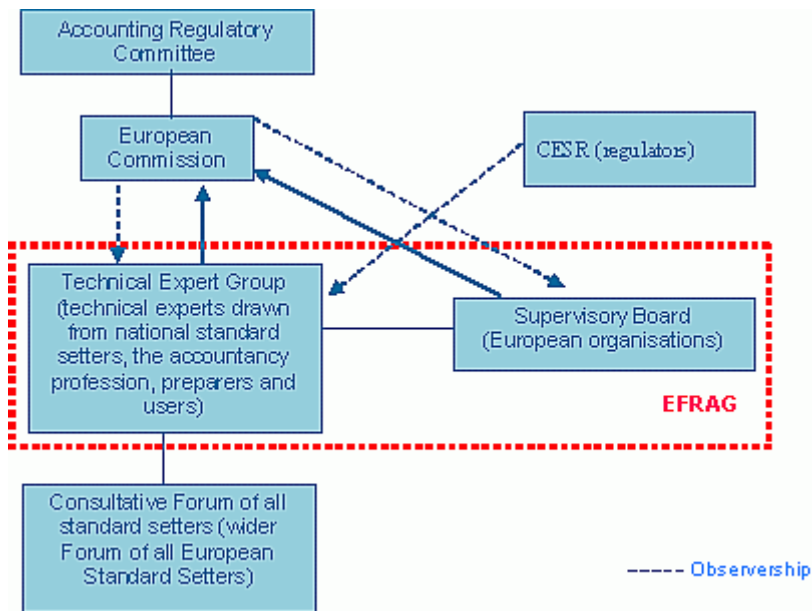 Accounting Regulatory
Committee
European
Commission
CESR (regulators)
Technical Expert Group
(technical experts drawn
from national standard
setters, the accountancy
profession, preparers and
users)
Supervisory Board
(European organisations)
EFRAG
Consultative Forum of all
standard setters (wider
Forum of all European
Standard Setters)
Observership